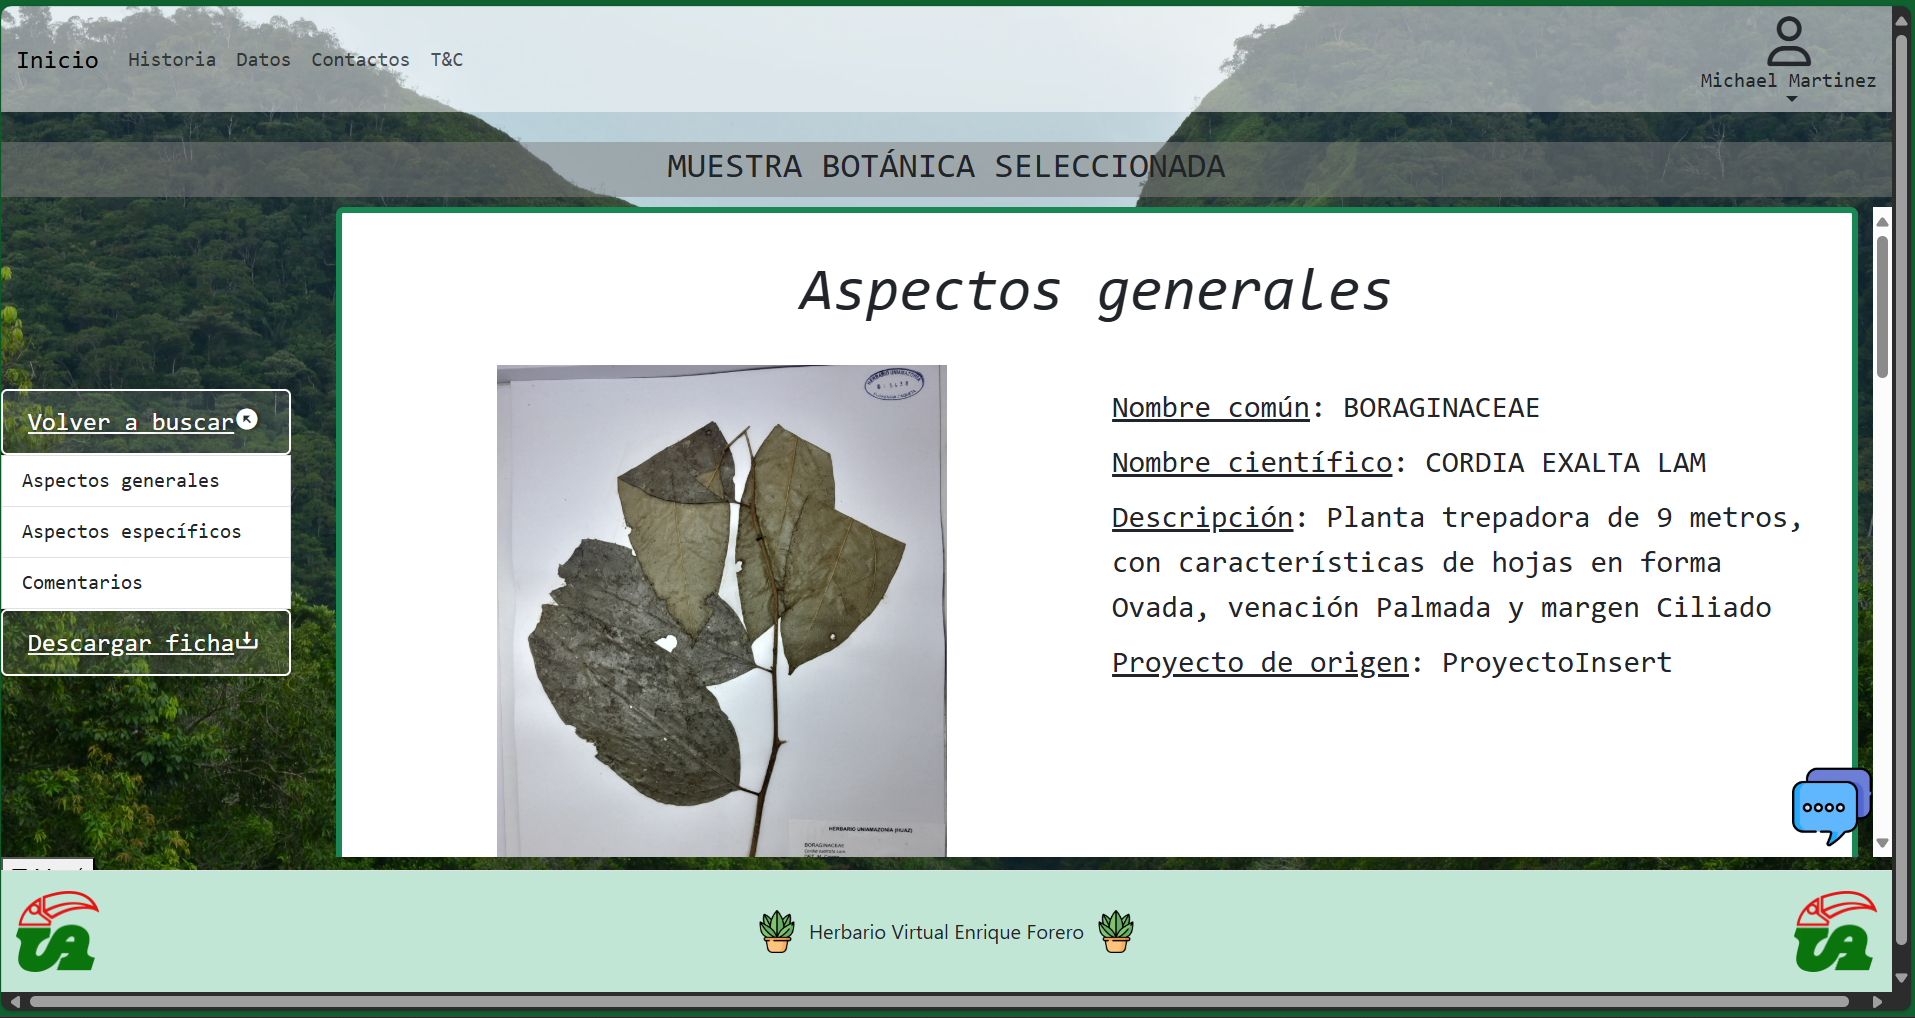 Inicio Historia Datos Contactos T&C
Michael Martinez
MUESTRA BOTÁNICA SELECCIONADA
Volver a buscar
Aspectos generales
Aspectos específicos
Comentarios
Descargar ficha
Aspectos generales
HERBARIO UNIAMAZONIA (HUAZ)
BORAGINACEAE
Nombre común: BORAGINACEAE
Nombre científico: CORDIA EXALTA LAM
Descripción: Planta trepadora de 9 metros,
con características de hojas en forma
Ovada, venación Palmada y margen Ciliado
Proyecto de origen: ProyectoInsert
Herbario Virtual Enrique Forero